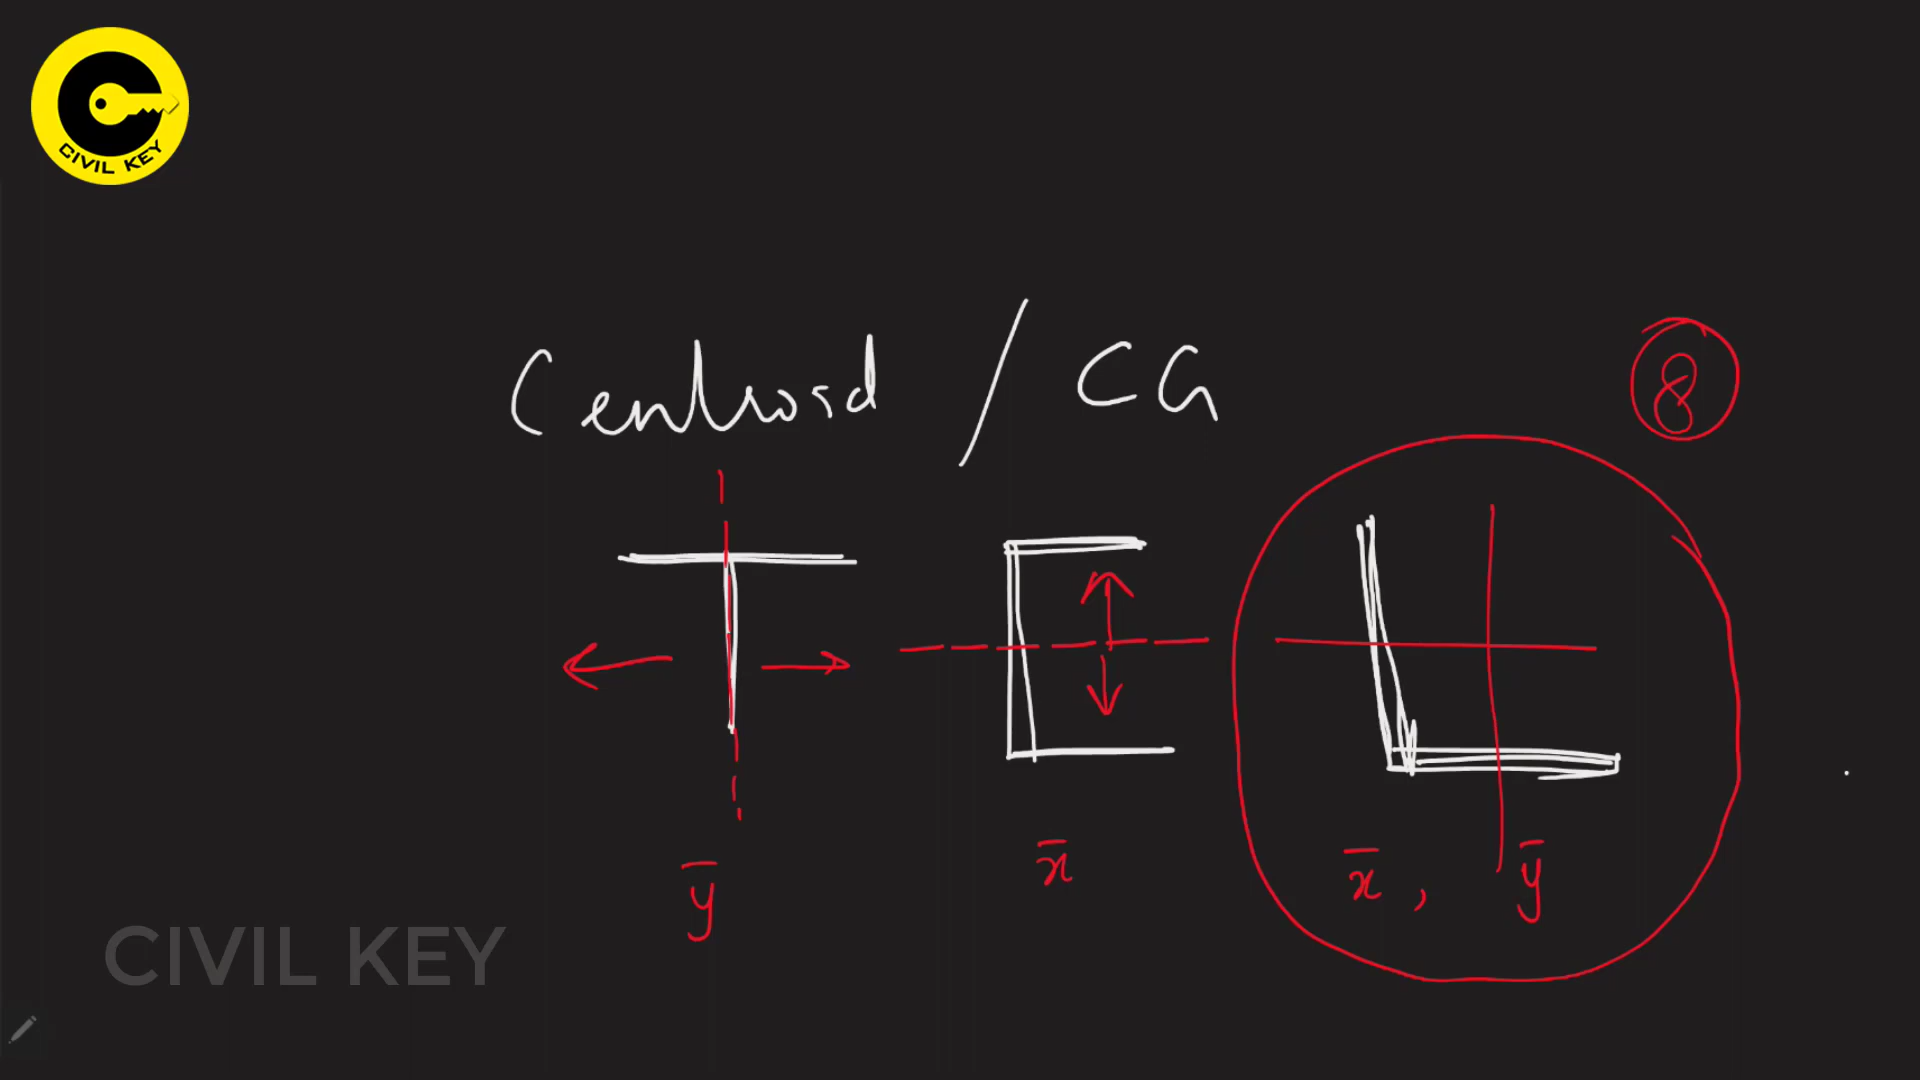 CIVIL KEY
Centroid / CG
8
y̅
x̅
x̅, y̅
CIVIL KEY